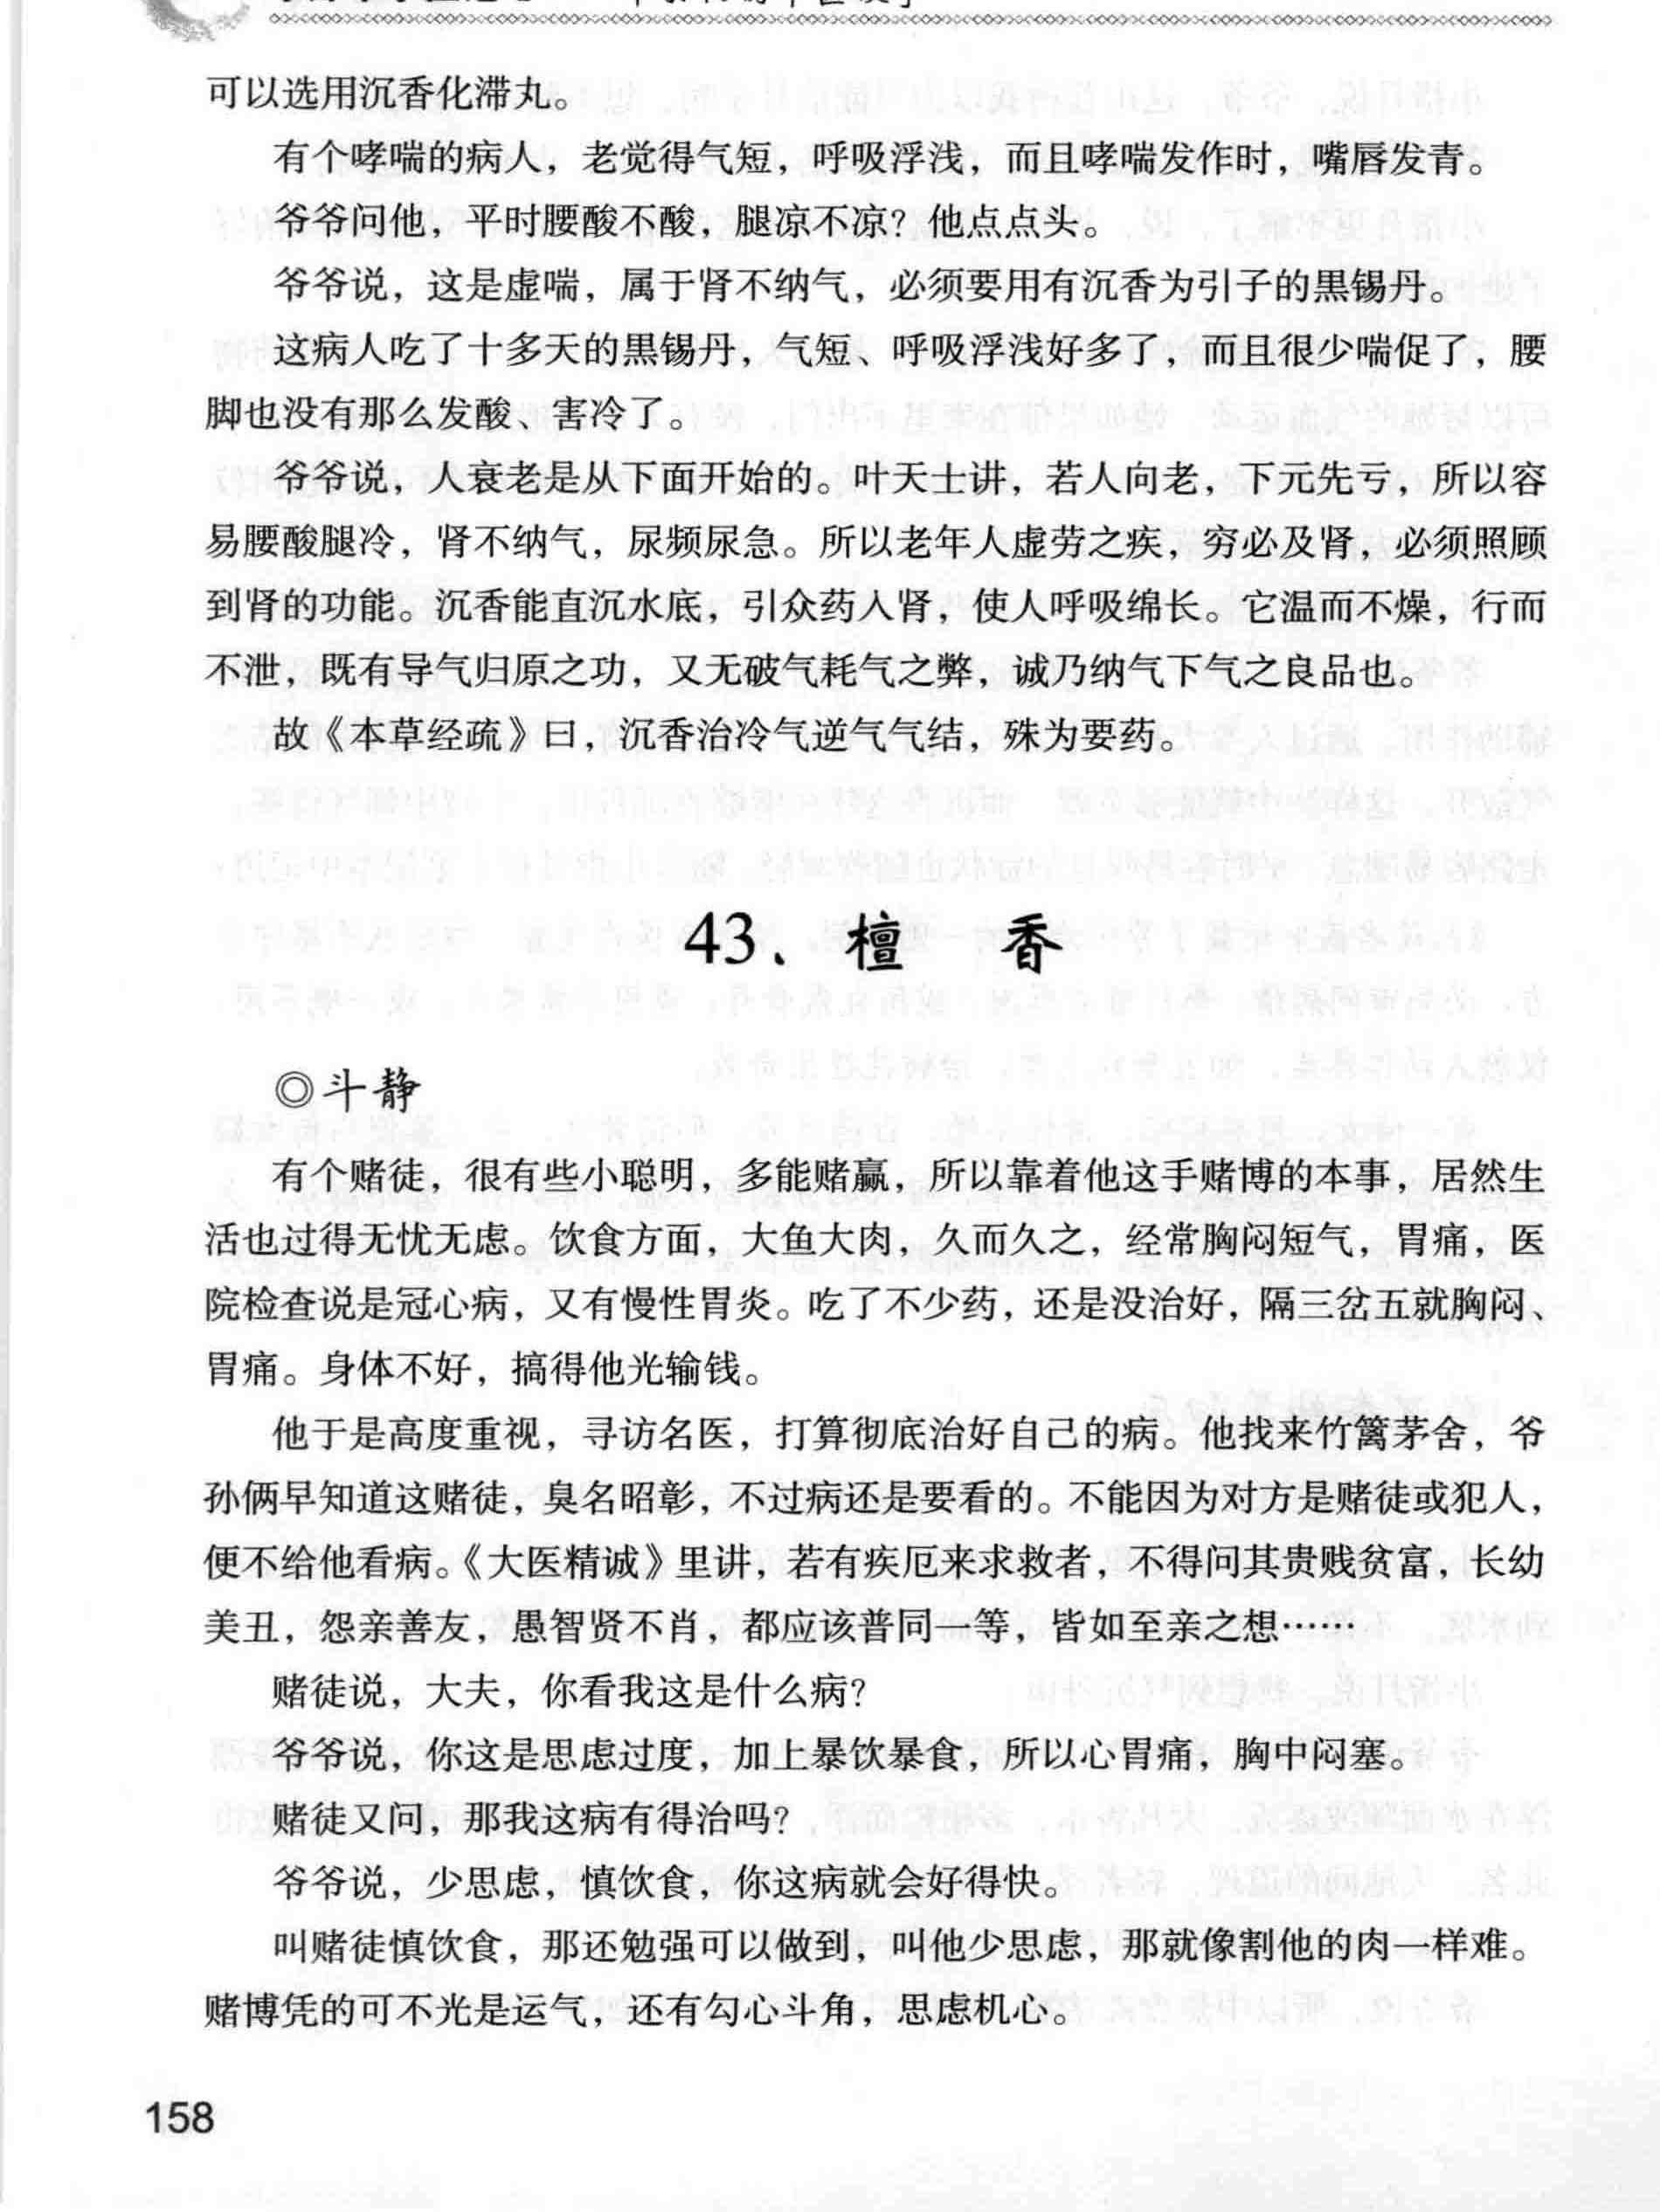 可以选用沉香化滞丸。
有个哮喘的病人，老觉得气短，呼吸浮浅，而且哮喘发作时，嘴唇发青。
爷爷问他，平时腰酸不酸，腿凉不凉？他点点头。
爷爷说，这是虚喘，属于肾不纳气，必须要用有沉香为引子的黑锡丹。
这病人吃了十多天的黑锡丹，气短、呼吸浮浅好多了，而且很少喘促了，腰
脚也没有那么发酸、害冷了。
爷爷说，人衰老是从下面开始的。叶天士讲，若人向老，下元先亏，所以容
易腰酸腿冷，肾不纳气，尿频尿急。所以老年人虚劳之疾，穷必及肾，必须照顾
到肾的功能。沉香能直沉水底，引众药入肾，使人呼吸绵长。它温而不燥，行而
不泄，既有导气归原之功，又无破气耗气之弊，诚乃纳气下气之良品也。
故《本草经疏》曰，沉香治冷气逆气气结，殊为要药。
43、檀　香
◎斗静
有个赌徒，很有些小聪明，多能赌赢，所以靠着他这手赌博的本事，居然生
活也过得无忧无虑。饮食方面，大鱼大肉，久而久之，经常胸闷短气，胃痛，医
院检查说是冠心病，又有慢性胃炎。吃了不少药，还是没治好，隔三岔五就胸闷、
胃痛。身体不好，搞得他光输钱。
他于是高度重视，寻访名医，打算彻底治好自己的病。他找来竹篱茅舍，爷
孙俩早知道这赌徒，臭名昭彰，不过病还是要看的。不能因为对方是赌徒或犯人，
便不给他看病。《大医精诚》里讲，若有疾厄来求救者，不得问其贵贱贫富，长幼
美丑，怨亲善友，愚智贤不肖，都应该普同一等，皆如至亲之想……
赌徒说，大夫，你看我这是什么病？
爷爷说，你这是思虑过度，加上暴饮暴食，所以心胃痛，胸中闷塞。
赌徒又问，那我这病有得治吗？
爷爷说，少思虑，慎饮食，你这病就会好得快。
叫赌徒慎饮食，那还勉强可以做到，叫他少思虑，那就像割他的肉一样难。
赌博凭的可不光是运气，还有勾心斗角，思虑机心。
158